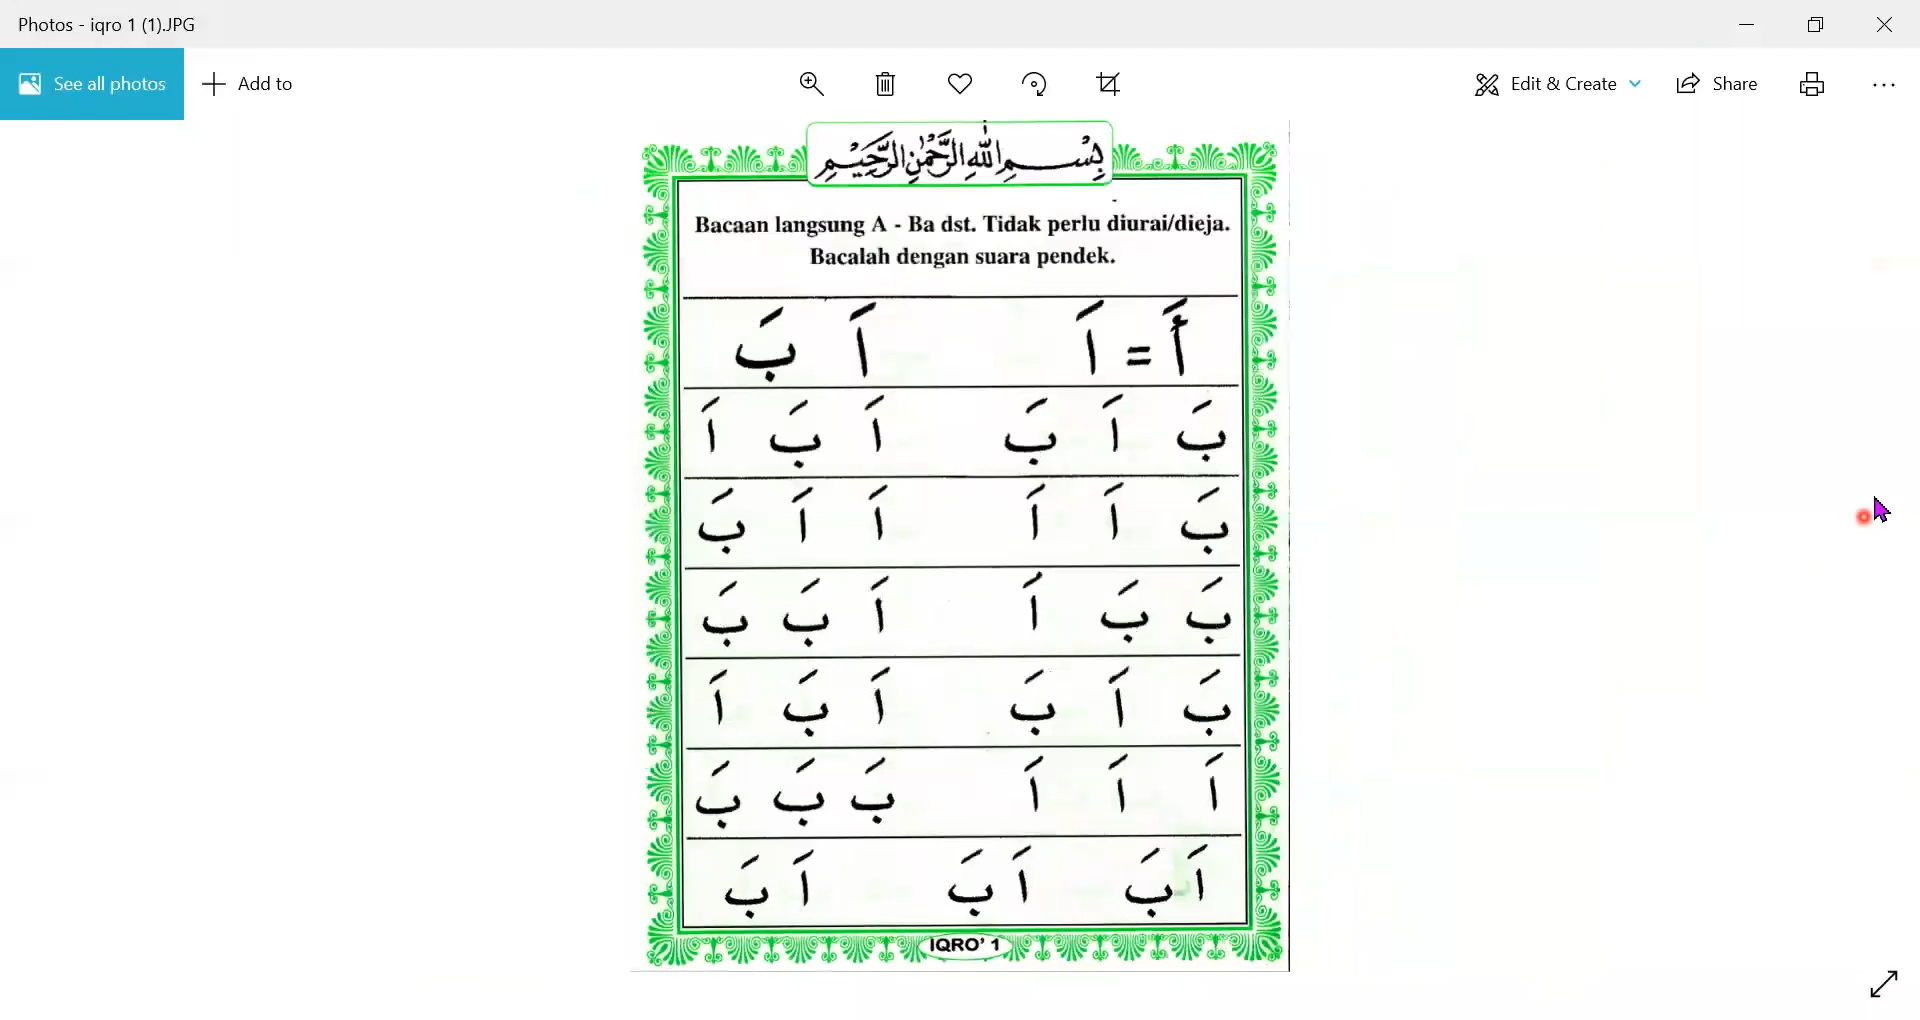 Photos - iqro 1 (1).JPG
See all photos
Add to
Edit & Create
Share
بِسْمِ اللّٰهِ الرَّحْمٰنِ الرَّحِيْمِ
Bacaan langsung A - Ba dst. Tidak perlu diurai/dieja.
Bacalah dengan suara pendek.
أَ = اَ اَ بَ
بَ اَ بَ اَ بَ اَ
بَ اَ اَ اَ اَ بَ
بَ بَ اَ اَ بَ بَ
بَ اَ بَ اَ بَ اَ
اَ اَ اَ بَ بَ بَ
اَ بَ اَ بَ اَ بَ
IQRO' 1